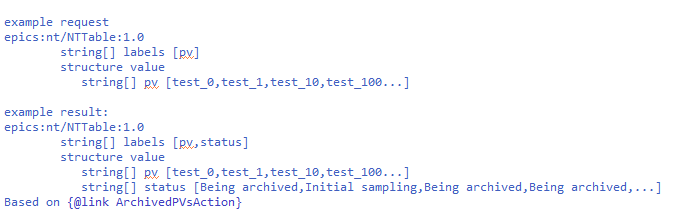 example request
epics:nt/NTTable:1.0
string[] labels [pv]
structure value
string[] pv [test_0,test_1,test_10,test_100...]
example result:
epics:nt/NTTable:1.0
string[] labels [pv,status]
structure value
string[] pv [test_0,test_1,test_10,test_100...]
string[] status [Being archived,Initial sampling,Being archived,Being archived,...]
Based on {@link ArchivedPVsAction}